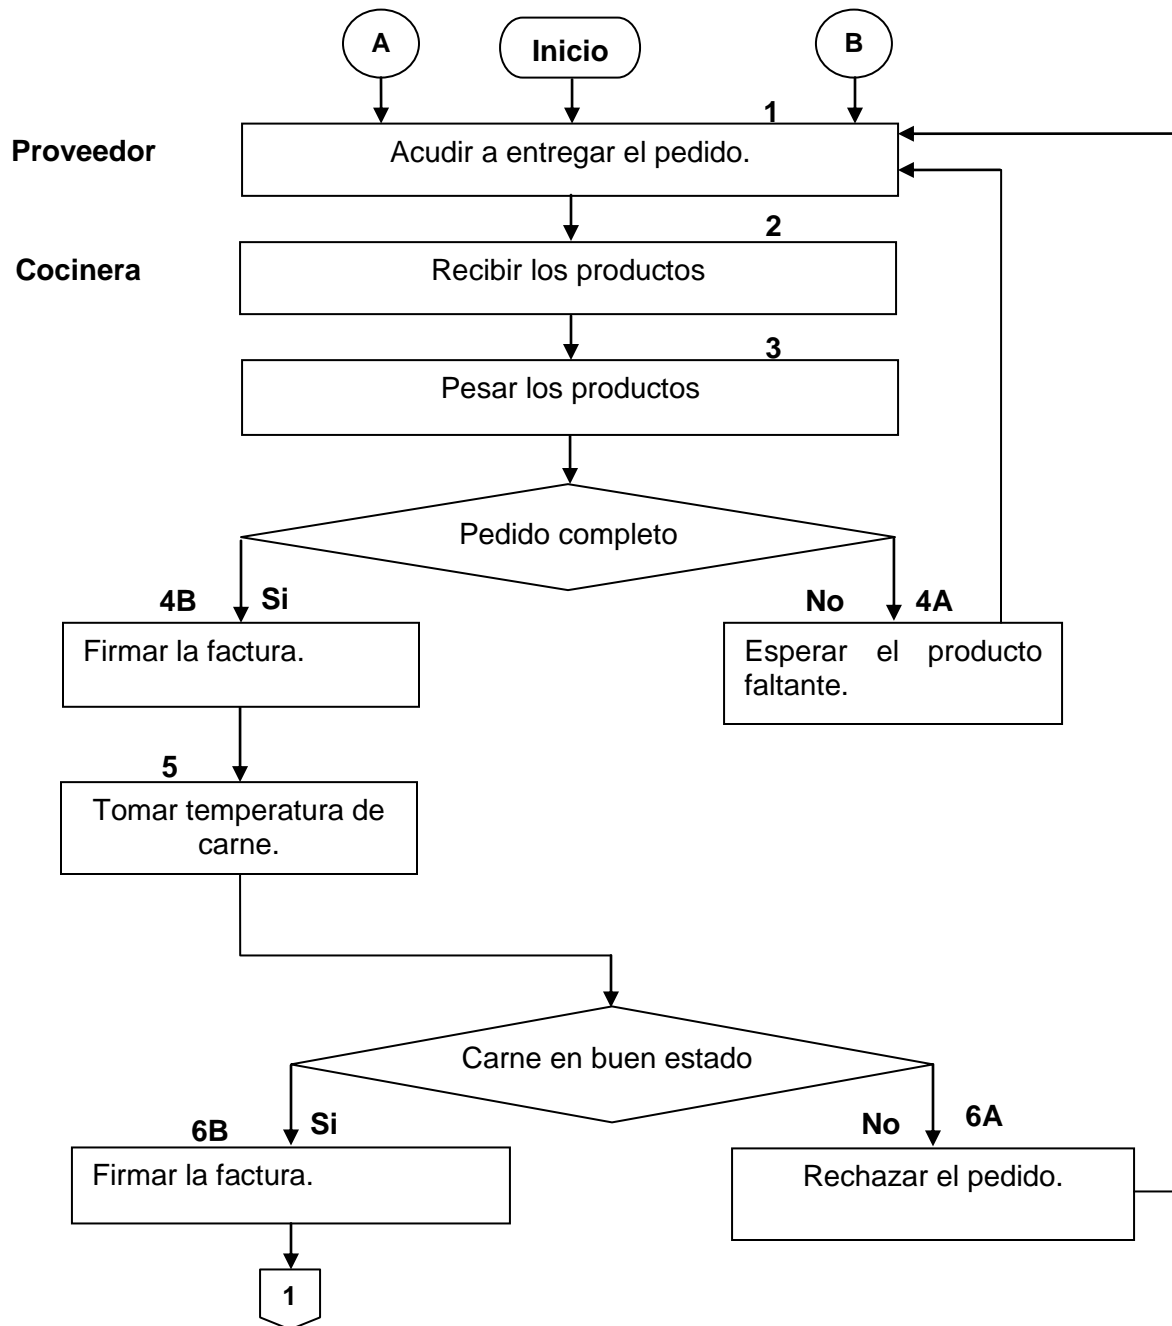 A
Inicio
B
1
Proveedor
Acudir a entregar el pedido.
2
Cocinera
Recibir los productos
3
Pesar los productos
Pedido completo
4B
Si
No
4A
Firmar la factura.
Esperar el producto
faltante.
5
Tomar temperatura de
carne.
Carne en buen estado
6B
Si
No
6A
Firmar la factura.
Rechazar el pedido.
1